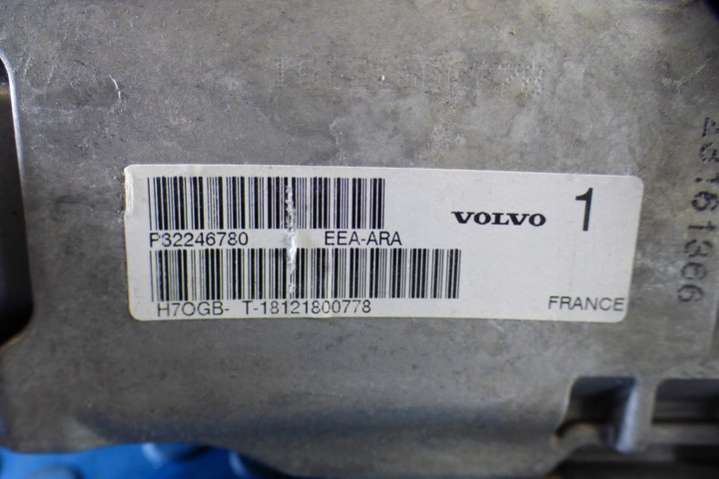 P32246780 EEA-ARA
VOLVO 1
H7OGB- T-18121800778
FRANCE